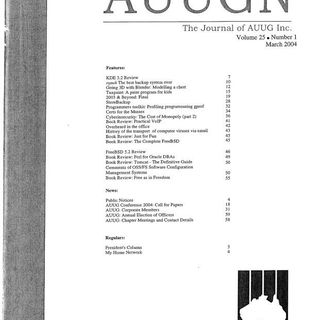 AUUGN
The Journal of AUUG Inc.
Volume 25 • Number 1
March 2004
Features:
KDE 3.2 Review 7
rsync The best backup system ever 10
Going 3D with Blender: Modelling a chest 12
Tuxpaint: A paint program for kids 15
2003 & Beyond: Final 19
StoreBackup 28
Programmers toolkit: Profiling programming speed 32
Certs for the Masses 34
Cybersecurity: The Cost of Monopoly (part 2) 36
Book Review: Practical VoIP 41
Overheard in the office 42
History of the transport of computer viruses via email 43
Book Review: Just for Fun 45
Book Review: The Complete FreeBSD 45
FreeBSD 5.2 Review 46
Book Review: Perl for Oracle DBAs 49
Book Review: Tomcat - The Definitive Guide 50
Comments of OSS/FS Software Configuration
Management Systems 50
Book Review: Free as in Freedom 55
News:
Public Notices 4
AUUG Conference 2004: Call for Papers 18
AUUG: Corporate Members 31
AUUG: Annual Election of Officers 59
AUUG: Chapter Meetings and Contact Details 58
Regulars:
President's Column 3
My Home Network 4